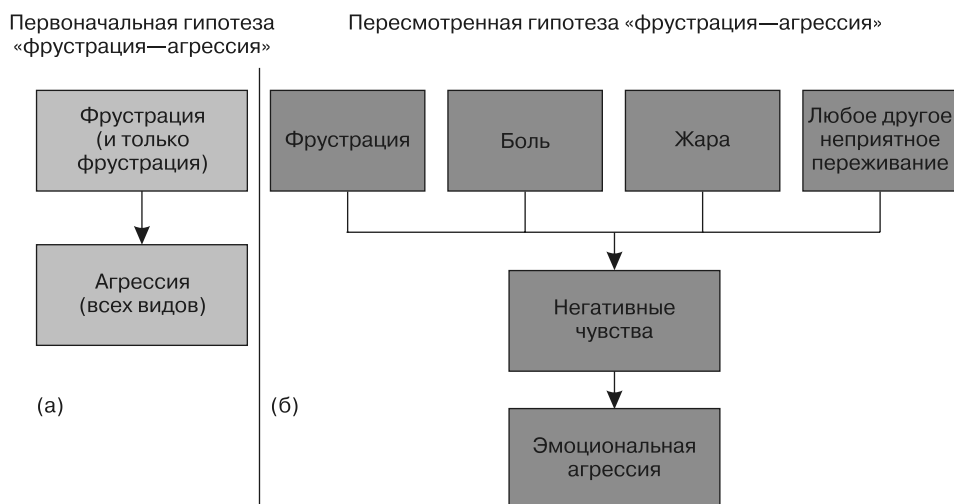 Первоначальная гипотеза
«фрустрация—агрессия»
Фрустрация
(и только
фрустрация)
Агрессия
(всех видов)
(а)
Пересмотренная гипотеза «фрустрация—агрессия»
Фрустрация
Боль
Жара
Любое другое
неприятное
переживание
Негативные
чувства
Эмоциональная
агрессия
(б)